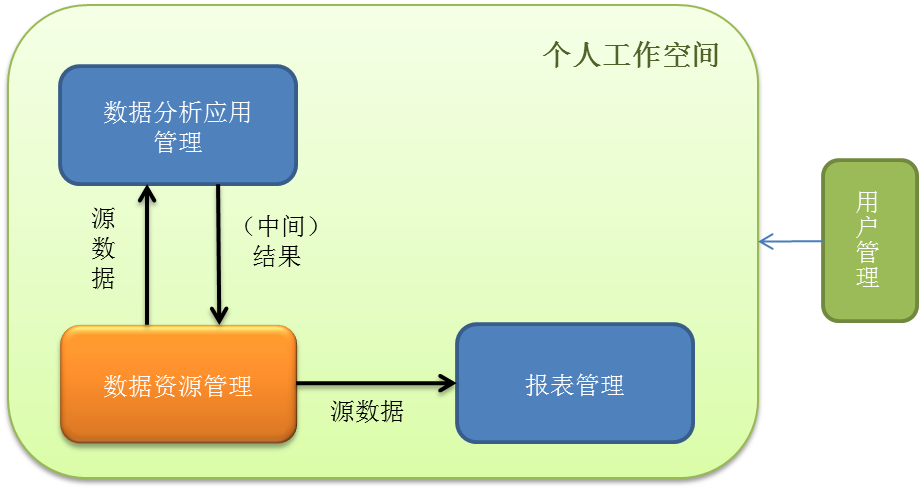 个人工作空间
数据分析应用
管理
源
数
据
（中间）
结果
用
户
管
理
数据资源管理
源数据
报表管理